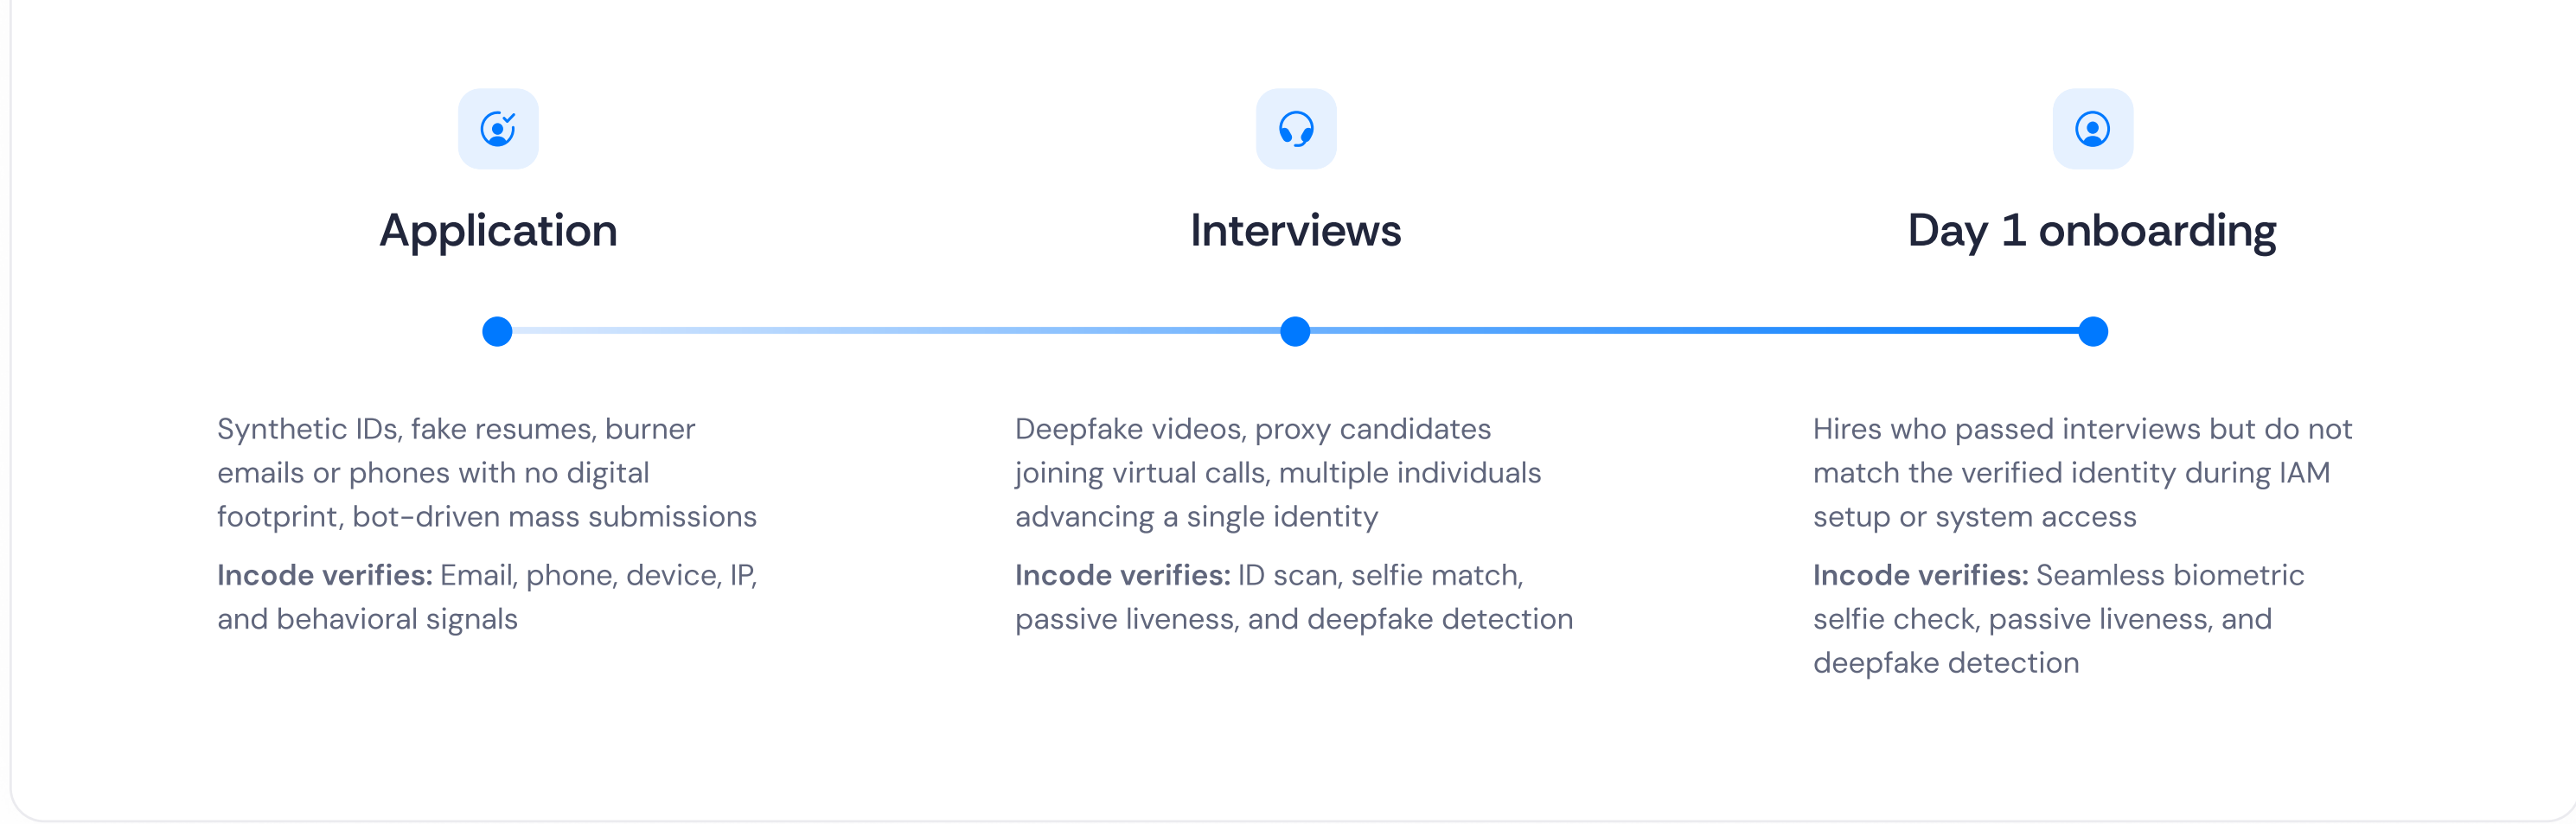 Application
Synthetic IDs, fake resumes, burner
emails or phones with no digital
footprint, bot-driven mass submissions
Incode verifies: Email, phone, device, IP,
and behavioral signals
Interviews
Deepfake videos, proxy candidates
joining virtual calls, multiple individuals
advancing a single identity
Incode verifies: ID scan, selfie match,
passive liveness, and deepfake detection
Day 1 onboarding
Hires who passed interviews but do not
match the verified identity during IAM
setup or system access
Incode verifies: Seamless biometric
selfie check, passive liveness, and
deepfake detection